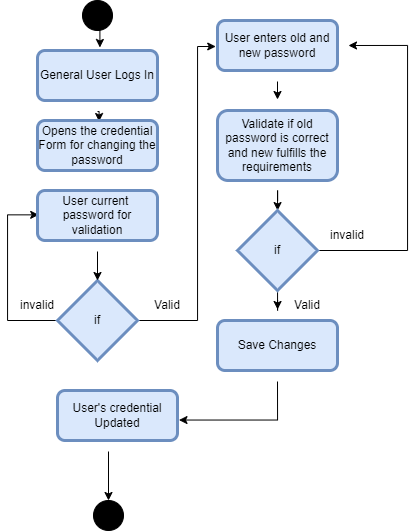 General User Logs In
Opens the credential
Form for changing the
password
User current
password for
validation
invalid
if
Valid
User enters old and
new password
Validate if old
password is correct
and new fulfills the
requirements
if
invalid
Valid
Save Changes
User's credential
Updated